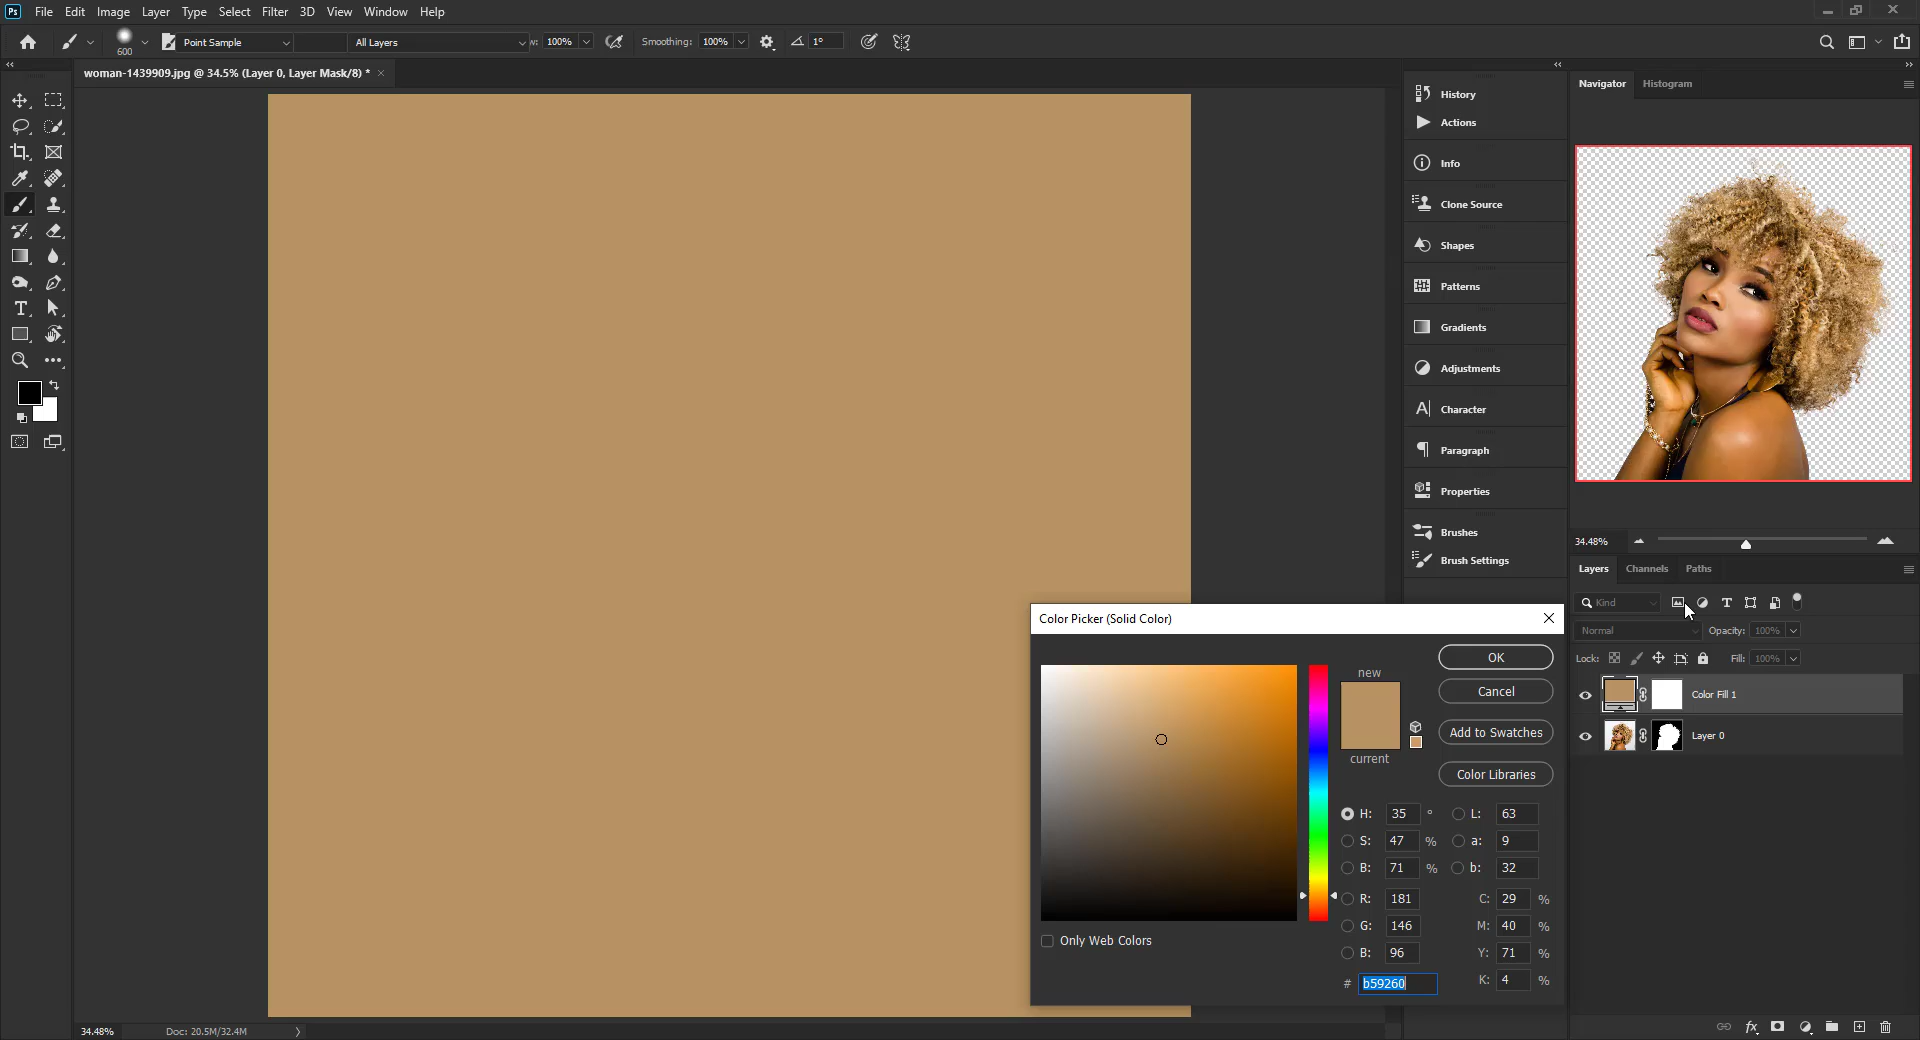 Ps File Edit Image Layer Type Select Filter 3D View Window Help
600 Point Sample All Layers 100% Smoothing: 100% 1°
woman-1439909.jpg @ 34.5% (Layer 0, Layer Mask/8) *
History
Actions
Info
Clone Source
Shapes
Patterns
Gradients
Adjustments
Character
Paragraph
Properties
Brushes
Brush Settings
Navigator Histogram
34.48%
Layers Channels Paths
Kind
Normal Opacity: 100%
Lock: Fill: 100%
Color Fill 1
Layer 0
Color Picker (Solid Color)
new
current
OK
Cancel
Add to Swatches
Color Libraries
H: 35 ° L: 63
S: 47 % a: 9
B: 71 % b: 32
R: 181 C: 29 %
G: 146 M: 40 %
B: 96 Y: 71 %
# b59260 K: 4 %
Only Web Colors
34.48% Doc: 20.5M/32.4M